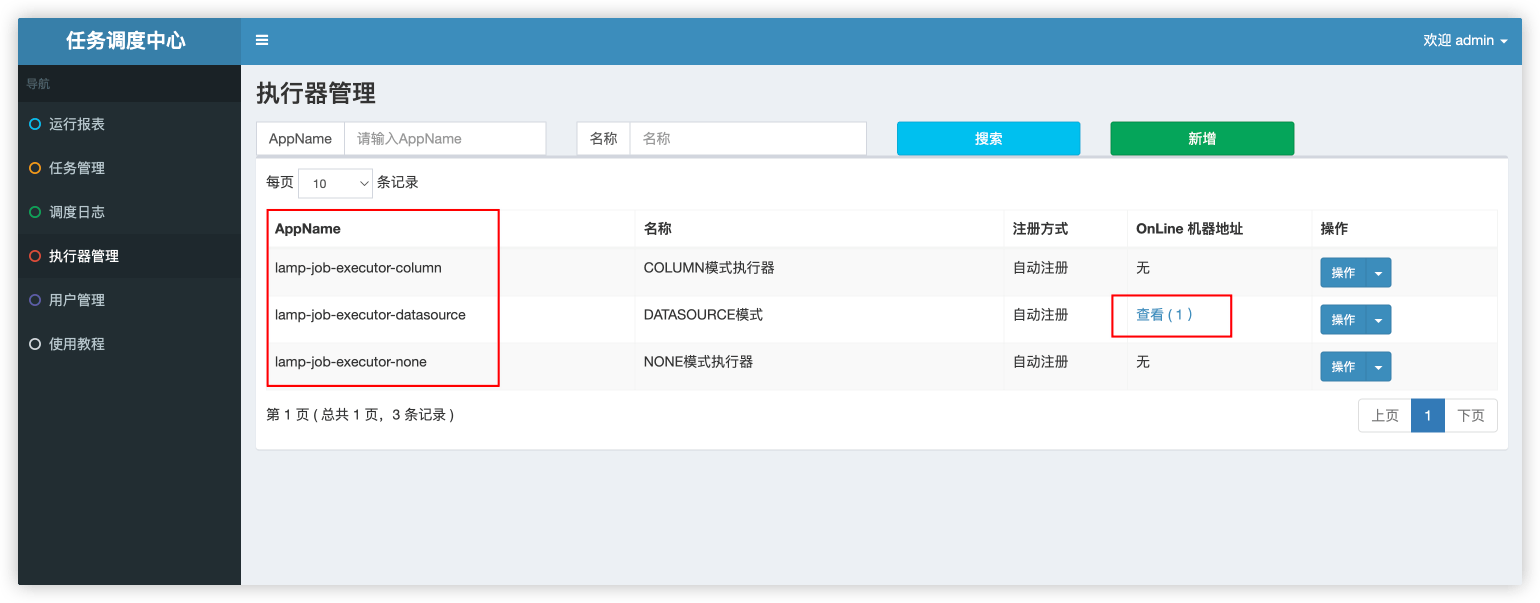 任务调度中心
欢迎 admin
导航
运行报表
任务管理
调度日志
执行器管理
用户管理
使用教程
执行器管理
AppName 请输入AppName 名称 名称 搜索 新增
每页 10 条记录
AppName 名称 注册方式 OnLine 机器地址 操作
lamp-job-executor-column COLUMN模式执行器 自动注册 无 操作
lamp-job-executor-datasource DATASOURCE模式 自动注册 查看 ( 1 ) 操作
lamp-job-executor-none NONE模式执行器 自动注册 无 操作
第 1 页 ( 总共 1 页，3 条记录 ) 上页 1 下页